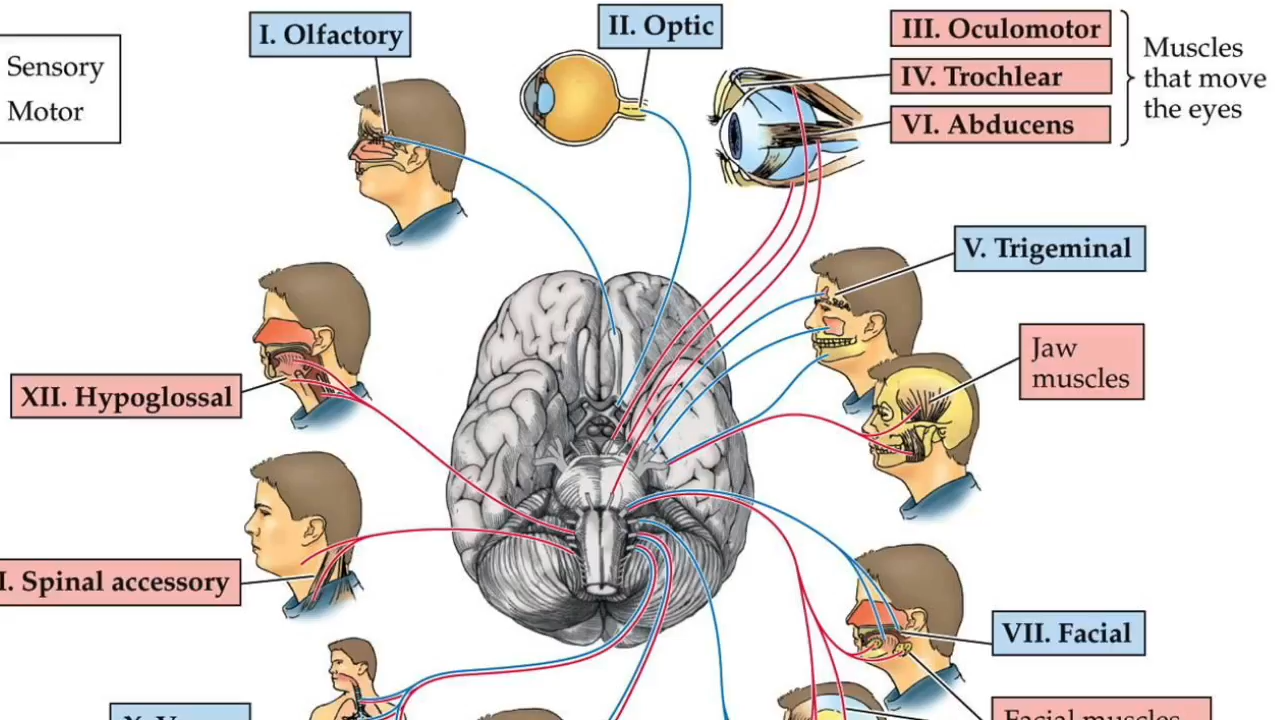 Sensory
Motor
I. Olfactory
II. Optic
III. Oculomotor
IV. Trochlear
VI. Abducens
Muscles
that move
the eyes
V. Trigeminal
Jaw
muscles
XII. Hypoglossal
I. Spinal accessory
VII. Facial
Facial muscles